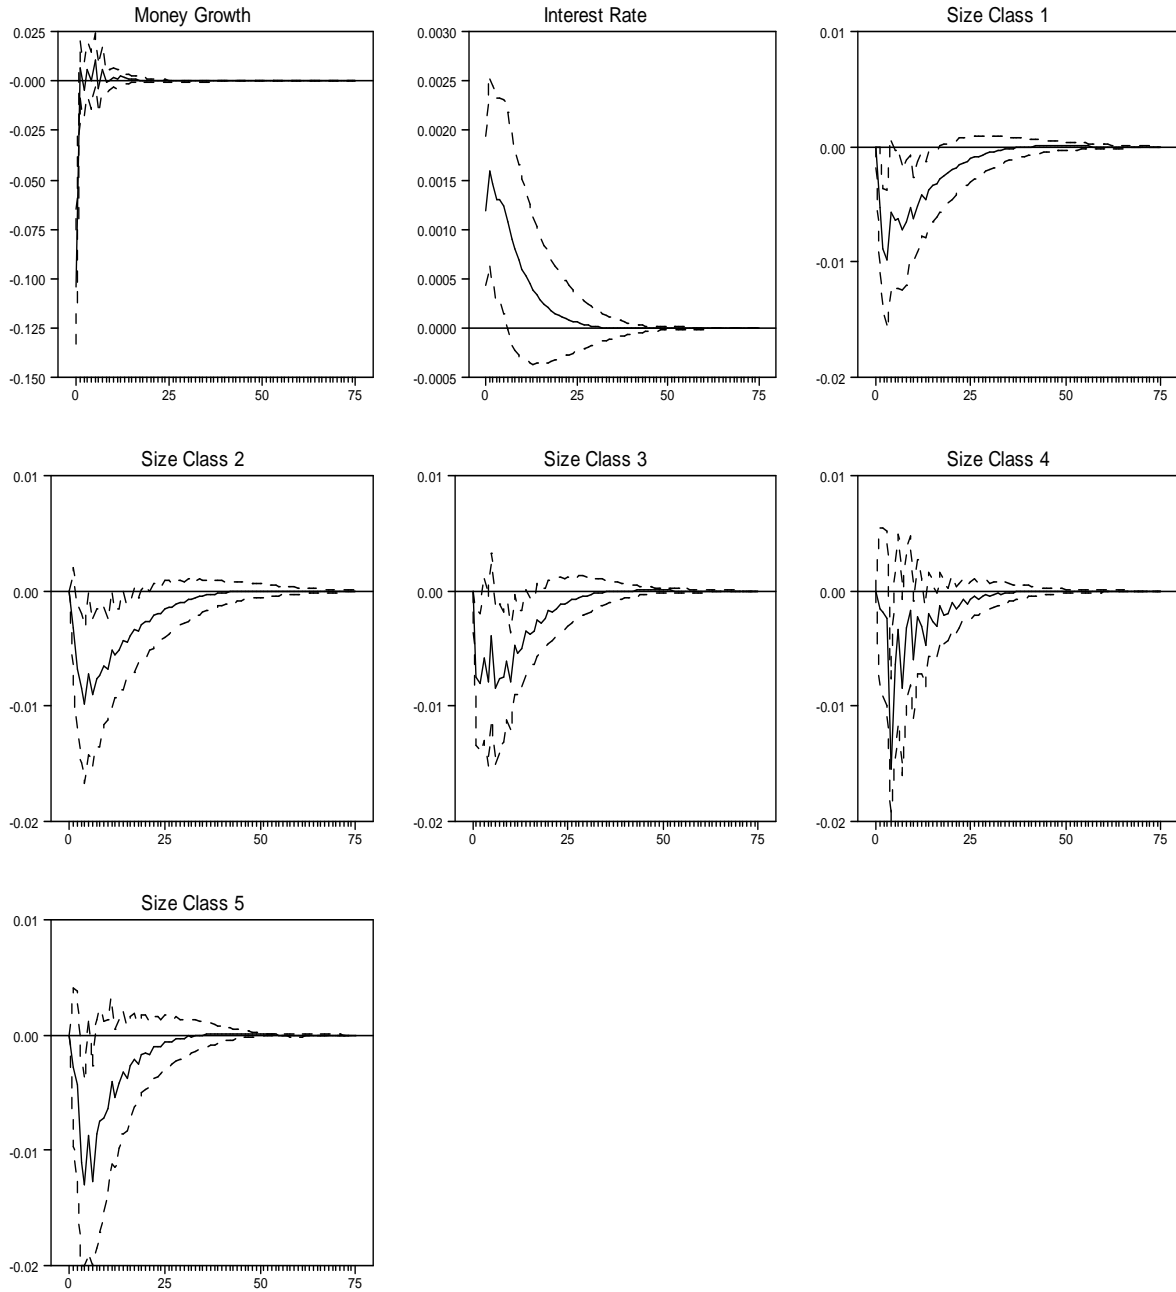 Money Growth
0.025
-0.000
-0.025
-0.050
-0.075
-0.100
-0.125
-0.150
0 25 50 75
Interest Rate
0.0030
0.0025
0.0020
0.0015
0.0010
0.0005
0.0000
-0.0005
0 25 50 75
Size Class 1
0.01
0.00
-0.01
-0.02
0 25 50 75
Size Class 2
0.01
0.00
-0.01
-0.02
0 25 50 75
Size Class 3
0.01
0.00
-0.01
-0.02
0 25 50 75
Size Class 4
0.01
0.00
-0.01
-0.02
0 25 50 75
Size Class 5
0.01
0.00
-0.01
-0.02
0 25 50 75